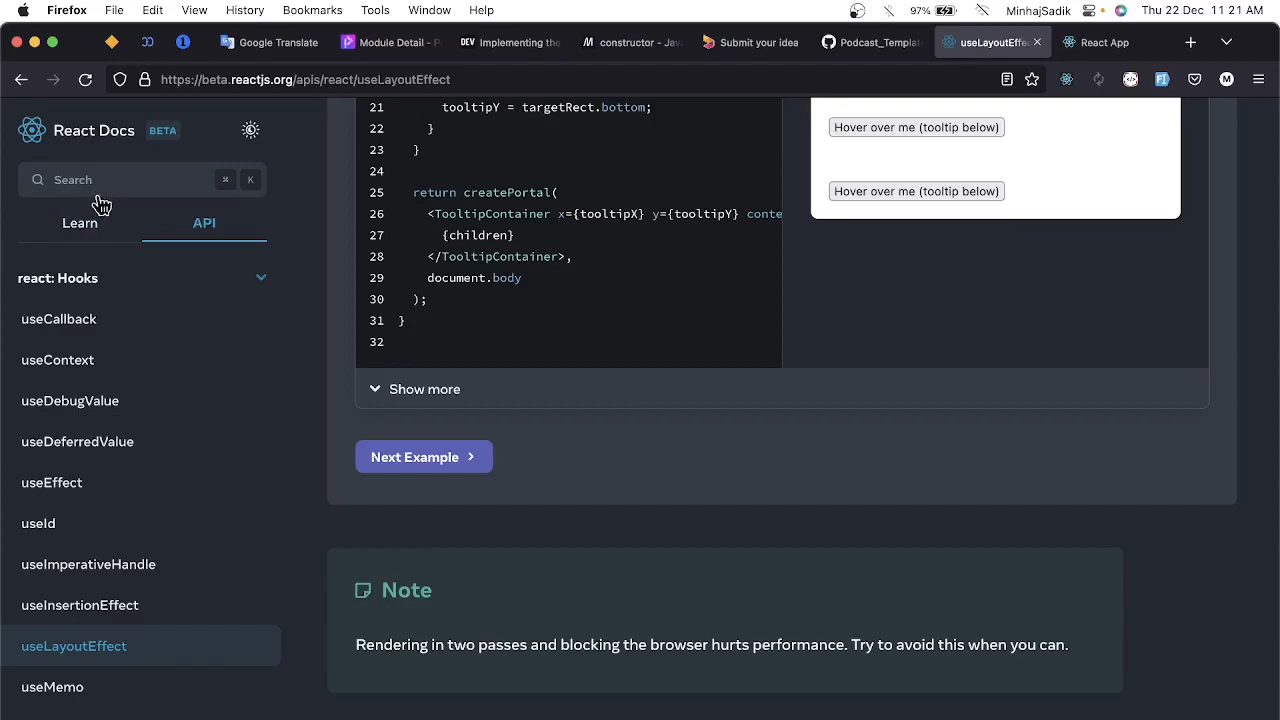 Firefox File Edit View History Bookmarks Tools Window Help 97% MinhajSadik Thu 22 Dec 11:21 AM
Google Translate Module Detail - P DEV Implementing the M constructor - Jav Submit your idea Podcast_Templat useLayoutEffec React App
https://beta.reactjs.org/apis/react/useLayoutEffect M
React Docs BETA
Search ⌘ K
Learn API
react: Hooks
useCallback
useContext
useDebugValue
useDeferredValue
useEffect
useId
useImperativeHandle
useInsertionEffect
useLayoutEffect
useMemo
21 tooltipY = targetRect.bottom;
22 }
23 }
24
25 return createPortal(
26 <TooltipContainer x={tooltipX} y={tooltipY} conte
27 {children}
28 </TooltipContainer>,
29 document.body
30 );
31 }
32
Hover over me (tooltip below)
Hover over me (tooltip below)
Show more
Next Example
Note
Rendering in two passes and blocking the browser hurts performance. Try to avoid this when you can.